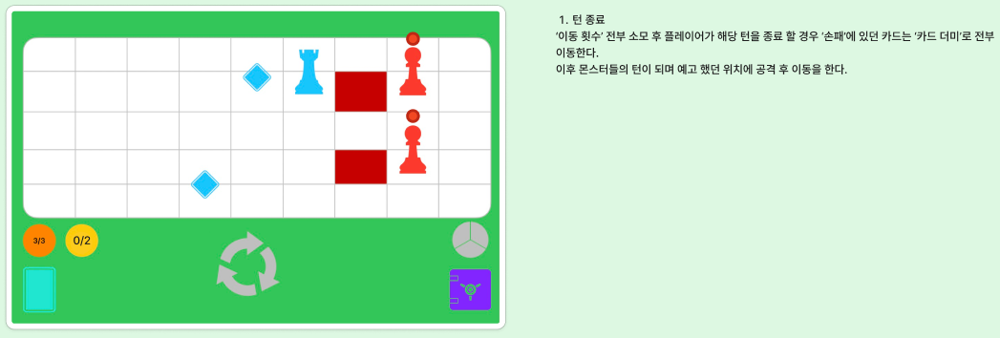 1. 턴 종료
‘이동 횟수’ 전부 소모 후 플레이어가 해당 턴을 종료 할 경우 ‘손패’에 있던 카드는 ‘카드 더미’로 전부
이동한다.
이후 몬스터들의 턴이 되며 예고 했던 위치에 공격 후 이동을 한다.
3/3
0/2